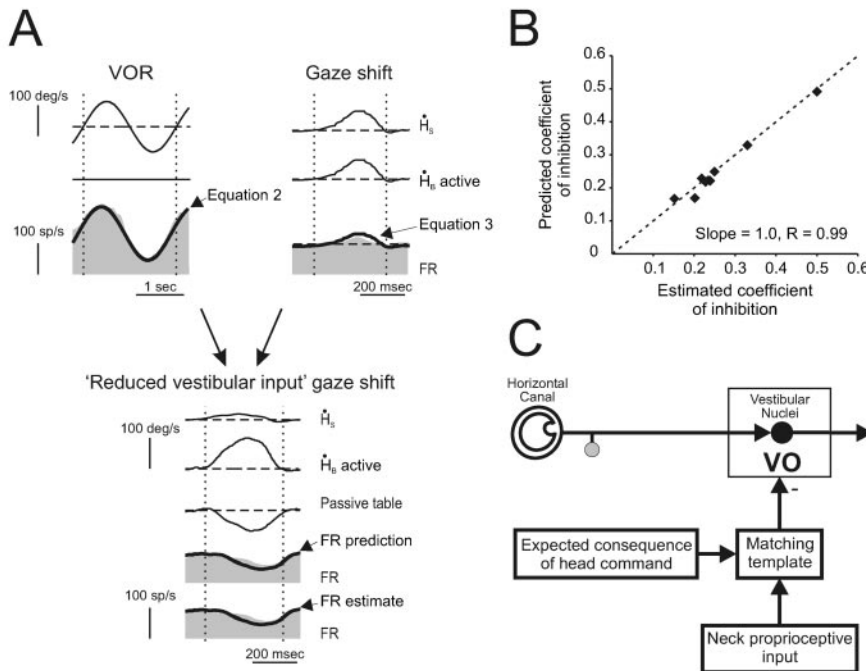 A
VOR
Gaze shift
100 deg/s
Ḣs
ḢB active
Equation 2
Equation 3
100 sp/s
FR
1 sec
200 msec
'Reduced vestibular input' gaze shift
Ḣs
100 deg/s
ḢB active
Passive table
FR prediction
FR
100 sp/s
FR estimate
FR
200 msec
B
Predicted coefficient
of inhibition
0.6
0.5
0.4
0.3
0.2
0.1
0
Slope = 1.0, R = 0.99
0.1 0.2 0.3 0.4 0.5 0.6
Estimated coefficient
of inhibition
C
Horizontal
Canal
Vestibular
Nuclei
VO
-
Expected consequence
of head command
Matching
template
Neck proprioceptive
input